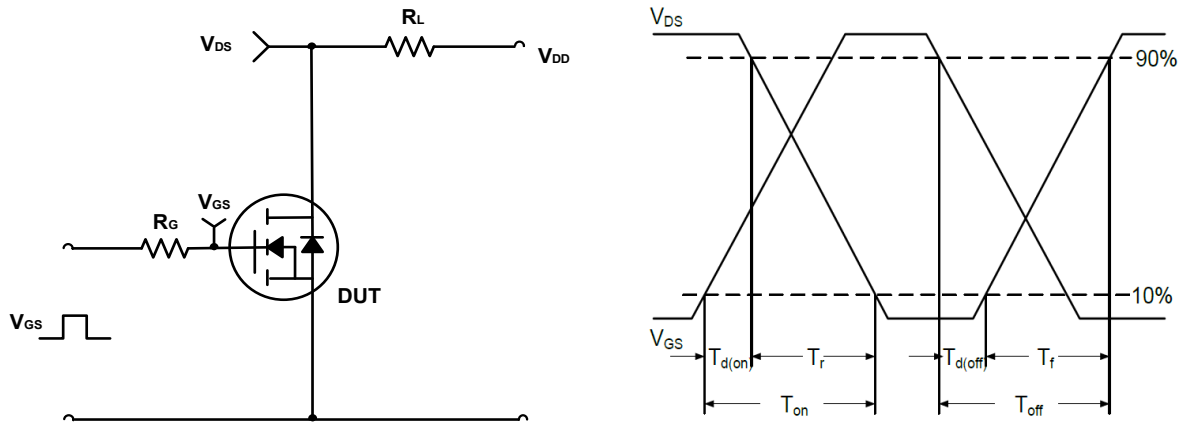 RL
VDS
VDD
VGS
RG
DUT
VGS
VDS
90%
10%
VGS
Td(on)
Tr
Td(off)
Tf
Ton
Toff